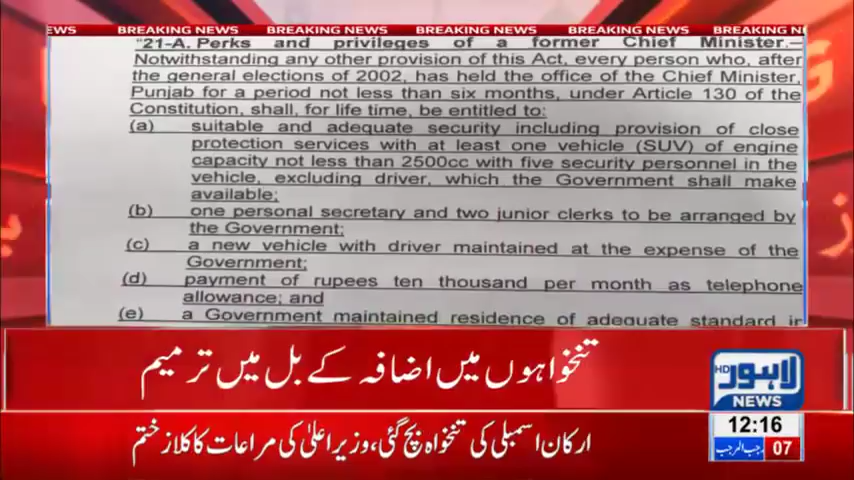 EWS BREAKING NEWS BREAKING NEWS BREAKING NEWS BREAKING NEWS BREAKING
"21-A. Perks and privileges of a former Chief Minister.—
Notwithstanding any other provision of this Act, every person who, after
the general elections of 2002, has held the office of the Chief Minister,
Punjab for a period not less than six months, under Article 130 of the
Constitution, shall, for life time, be entitled to:
(a) suitable and adequate security including provision of close
protection services with at least one vehicle (SUV) of engine
capacity not less than 2500cc with five security personnel in the
vehicle, excluding driver, which the Government shall make
available;
(b) one personal secretary and two junior clerks to be arranged by
the Government;
(c) a new vehicle with driver maintained at the expense of the
Government;
(d) payment of rupees ten thousand per month as telephone
allowance; and
(e) a Government maintained residence of adequate standard in
تنخواہوں میں اضافہ کے بل میں ترمیم
لاہور HD
NEWS
ارکان اسمبلی کی تنخواہ بچ گئی، وزیراعلیٰ کی مراعات کا کلاز ختم
12:16
رجب المرجب 07